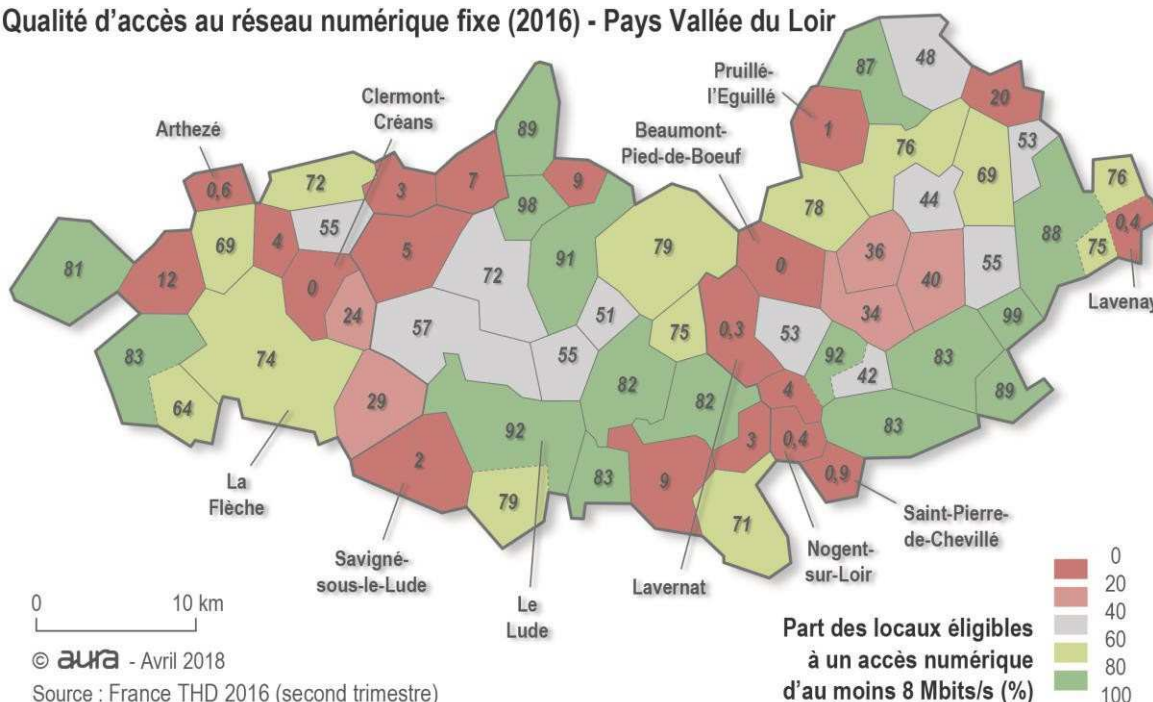 Qualité d'accès au réseau numérique fixe (2016) - Pays Vallée du Loir
48
87
Pruillé-
l'Eguillé
Clermont-
Créans
20
89
Arthezé
Beaumont-
Pied-de-Boeuf
1
53
76
72
3
7
9
69
76
0,6
98
44
78
0,4
55
88
69
4
5
91
79
36
75
72
0
55
81
12
40
Lavenay
0
24
51
34
99
57
0,3
53
75
83
55
92
83
74
42
82
4
89
64
29
82
92
3
0,4
83
2
83
9
0,9
La
Flèche
79
71
Saint-Pierre-
de-Chevillé
Savigné-
sous-le-Lude
Nogent-
sur-Loir
Lavernat
Le
Lude
0 10 km
© aura - Avril 2018
Source : France THD 2016 (second trimestre)
Part des locaux éligibles
à un accès numérique
d'au moins 8 Mbits/s (%)
0
20
40
60
80
100